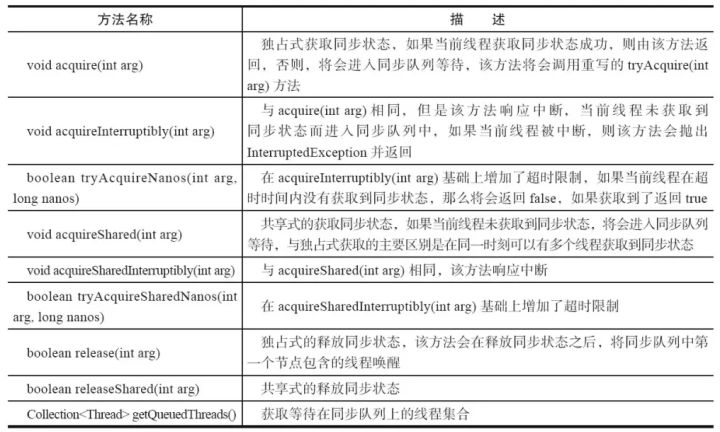 方法名称 描 述
void acquire(int arg)
独占式获取同步状态，如果当前线程获取同步状态成功，则由该方法返
回，否则，将会进入同步队列等待，该方法将会调用重写的 tryAcquire(int
arg) 方法
void acquireInterruptibly(int arg)
与 acquire(int arg) 相同，但是该方法响应中断，当前线程未获取到
同步状态而进入同步队列中，如果当前线程被中断，则该方法会抛出
InterruptedException 并返回
boolean tryAcquireNanos(int arg,
long nanos)
在 acquireInterruptibly(int arg) 基础上增加了超时限制，如果当前线程在超
时时间内没有获取到同步状态，那么将会返回 false，如果获取到了返回 true
void acquireShared(int arg)
共享式的获取同步状态，如果当前线程未获取到同步状态，将会进入同步队列
等待，与独占式获取的主要区别是在同一时刻可以有多个线程获取到同步状态
void acquireSharedInterruptibly(int arg)
与 acquireShared(int arg) 相同，该方法响应中断
boolean tryAcquireSharedNanos(int
arg, long nanos)
在 acquireSharedInterruptibly(int arg) 基础上增加了超时限制
boolean release(int arg)
独占式的释放同步状态，该方法会在释放同步状态之后，将同步队列中第
一个节点包含的线程唤醒
boolean releaseShared(int arg)
共享式的释放同步状态
Collection<Thread> getQueuedThreads()
获取等待在同步队列上的线程集合